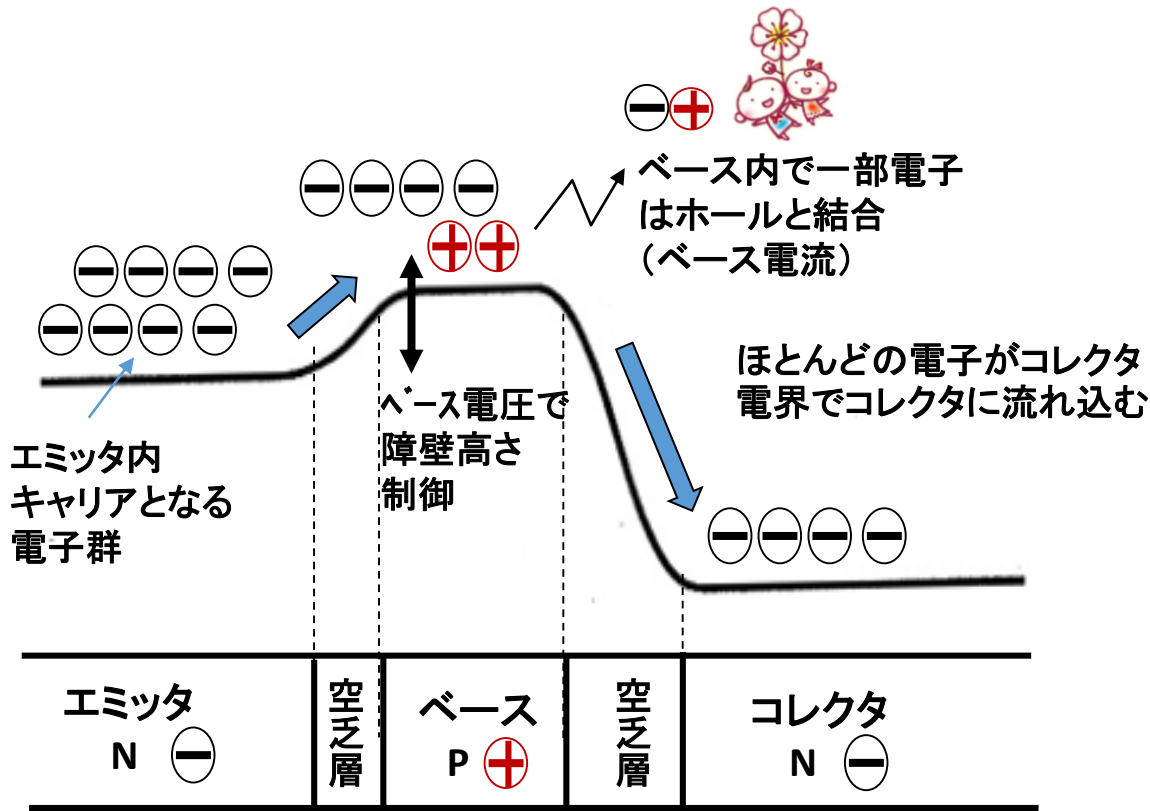 ベース内で一部電子
はホールと結合
（ベース電流）
ほとんどの電子がコレクタ
電界でコレクタに流れ込む
ベース電圧で
障壁高さ
制御
エミッタ内
キャリアとなる
電子群
エミッタ
N
空乏層
ベース
P
空乏層
コレクタ
N